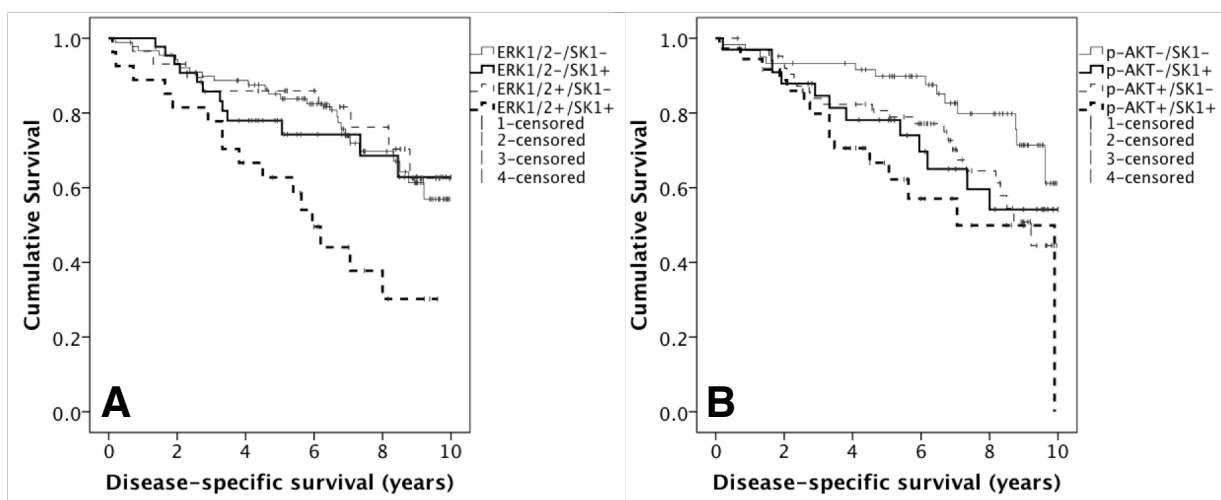 1.0
0.8
0.6
0.4
0.2
0.0
Cumulative Survival
0 2 4 6 8 10
Disease-specific survival (years)
A
ERK1/2-/SK1-
ERK1/2-/SK1+
ERK1/2+/SK1-
ERK1/2+/SK1+
1-censored
2-censored
3-censored
4-censored
1.0
0.8
0.6
0.4
0.2
0.0
Cumulative Survival
0 2 4 6 8 10
Disease-specific survival (years)
B
p-AKT-/SK1-
p-AKT-/SK1+
p-AKT+/SK1-
p-AKT+/SK1+
1-censored
2-censored
3-censored
4-censored